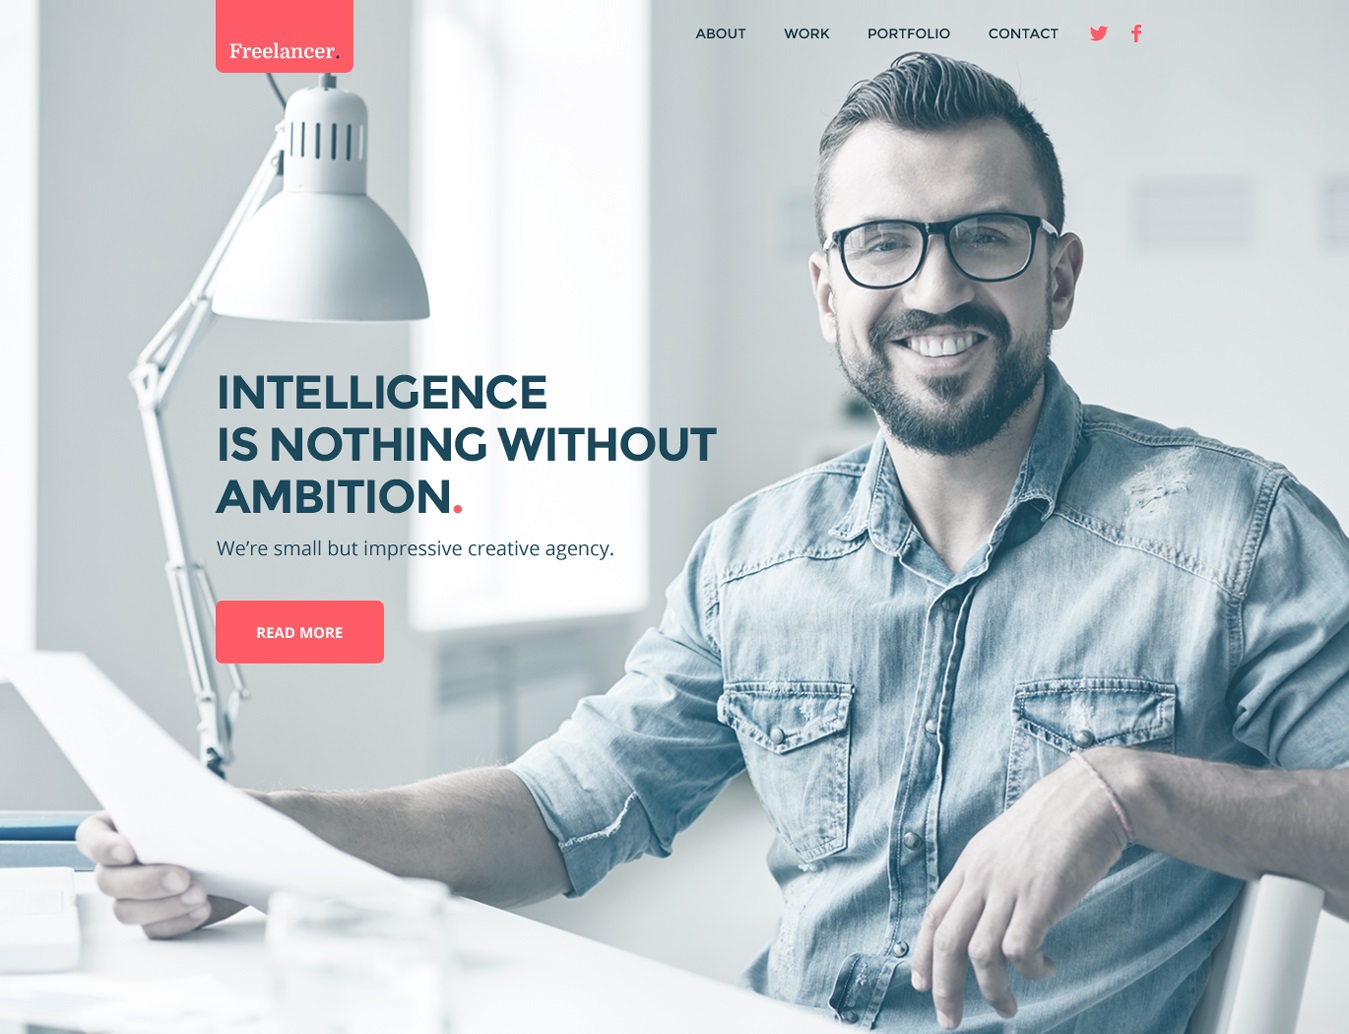 Freelancer.
ABOUT WORK PORTFOLIO CONTACT
INTELLIGENCE
IS NOTHING WITHOUT
AMBITION.
We’re small but impressive creative agency.
READ MORE